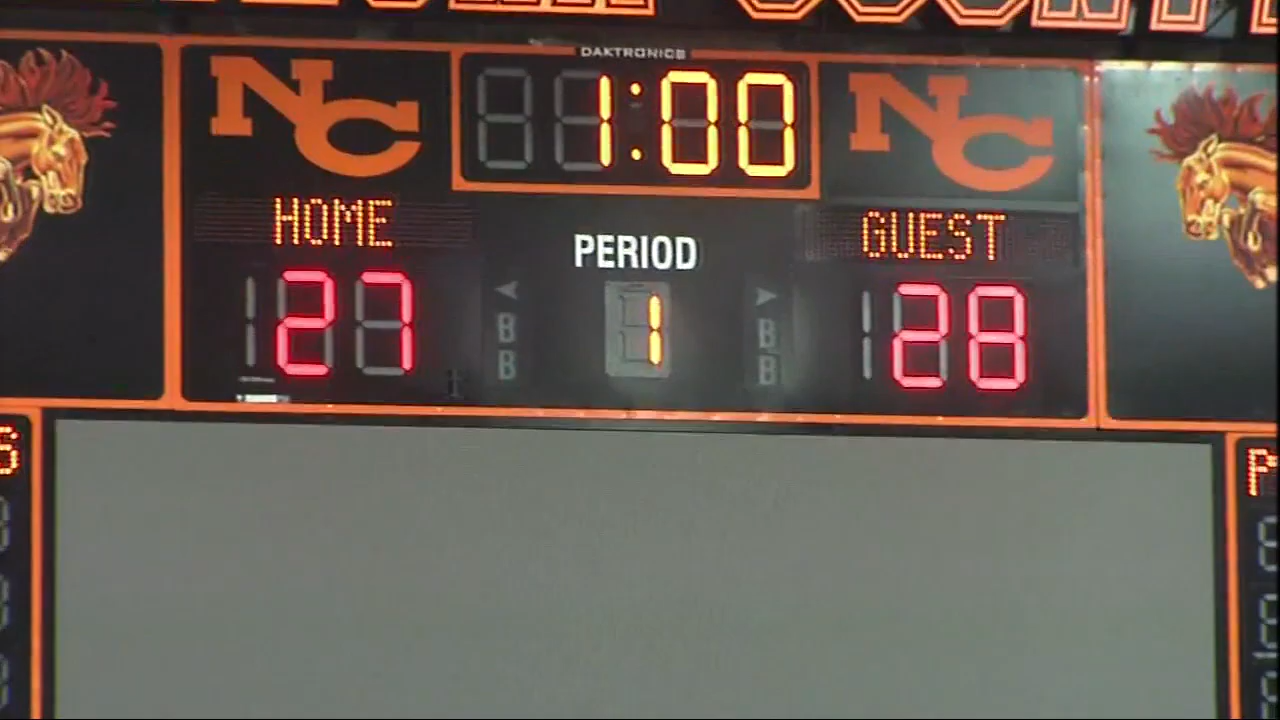 DAKTRONICS
NC 1:00 NC
HOME PERIOD GUEST
27 1 28
B B
B B